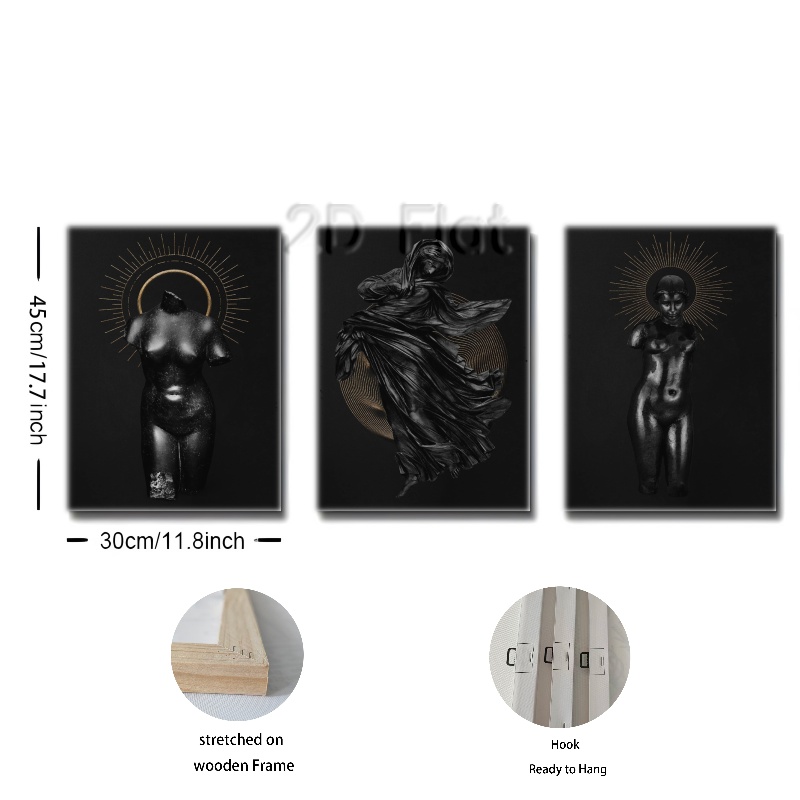 2D Flat
45cm/17.7inch
30cm/11.8inch
stretched on
wooden Frame
Hook
Ready to Hang